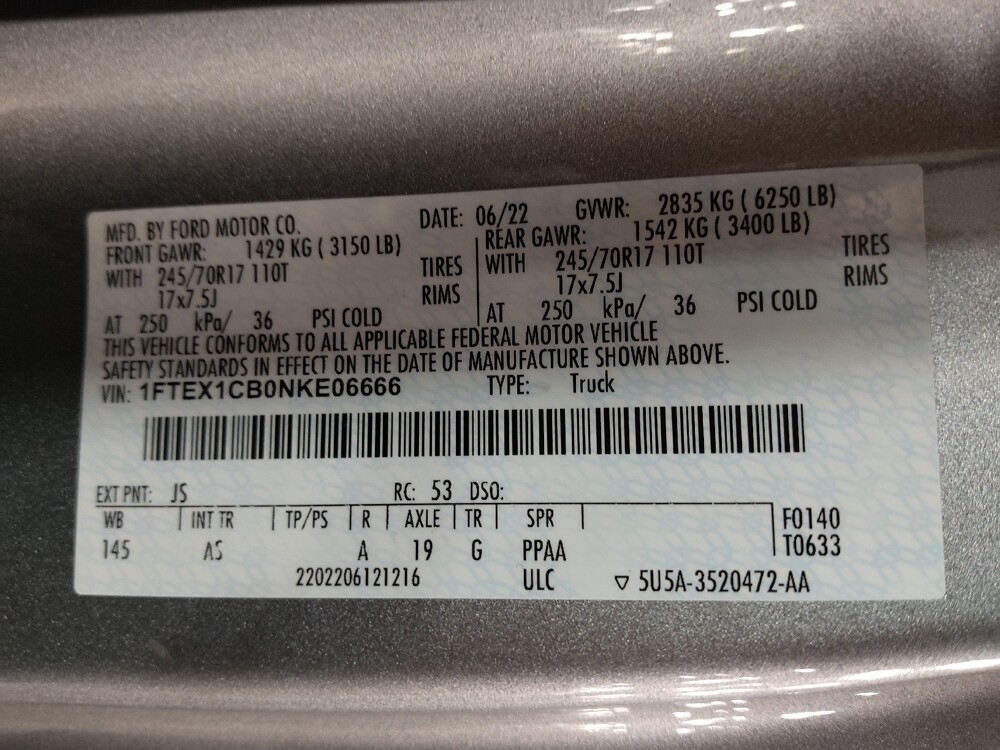 MFD. BY FORD MOTOR CO. DATE: 06/22 GVWR: 2835 KG ( 6250 LB)
FRONT GAWR: 1429 KG ( 3150 LB) REAR GAWR: 1542 KG ( 3400 LB)
WITH 245/70R17 110T TIRES WITH 245/70R17 110T TIRES
17x7.5J RIMS 17x7.5J RIMS
AT 250 kPa/ 36 PSI COLD AT 250 kPa/ 36 PSI COLD
THIS VEHICLE CONFORMS TO ALL APPLICABLE FEDERAL MOTOR VEHICLE
SAFETY STANDARDS IN EFFECT ON THE DATE OF MANUFACTURE SHOWN ABOVE.
VIN: 1FTEX1CB0NKE06666 TYPE: Truck
EXT PNT: JS RC: 53 DSO:
WB INT TR TP/PS R AXLE TR SPR F0140
145 AS A 19 G PPAA T0633
2202206121216 ULC ▽ 5U5A-3520472-AA